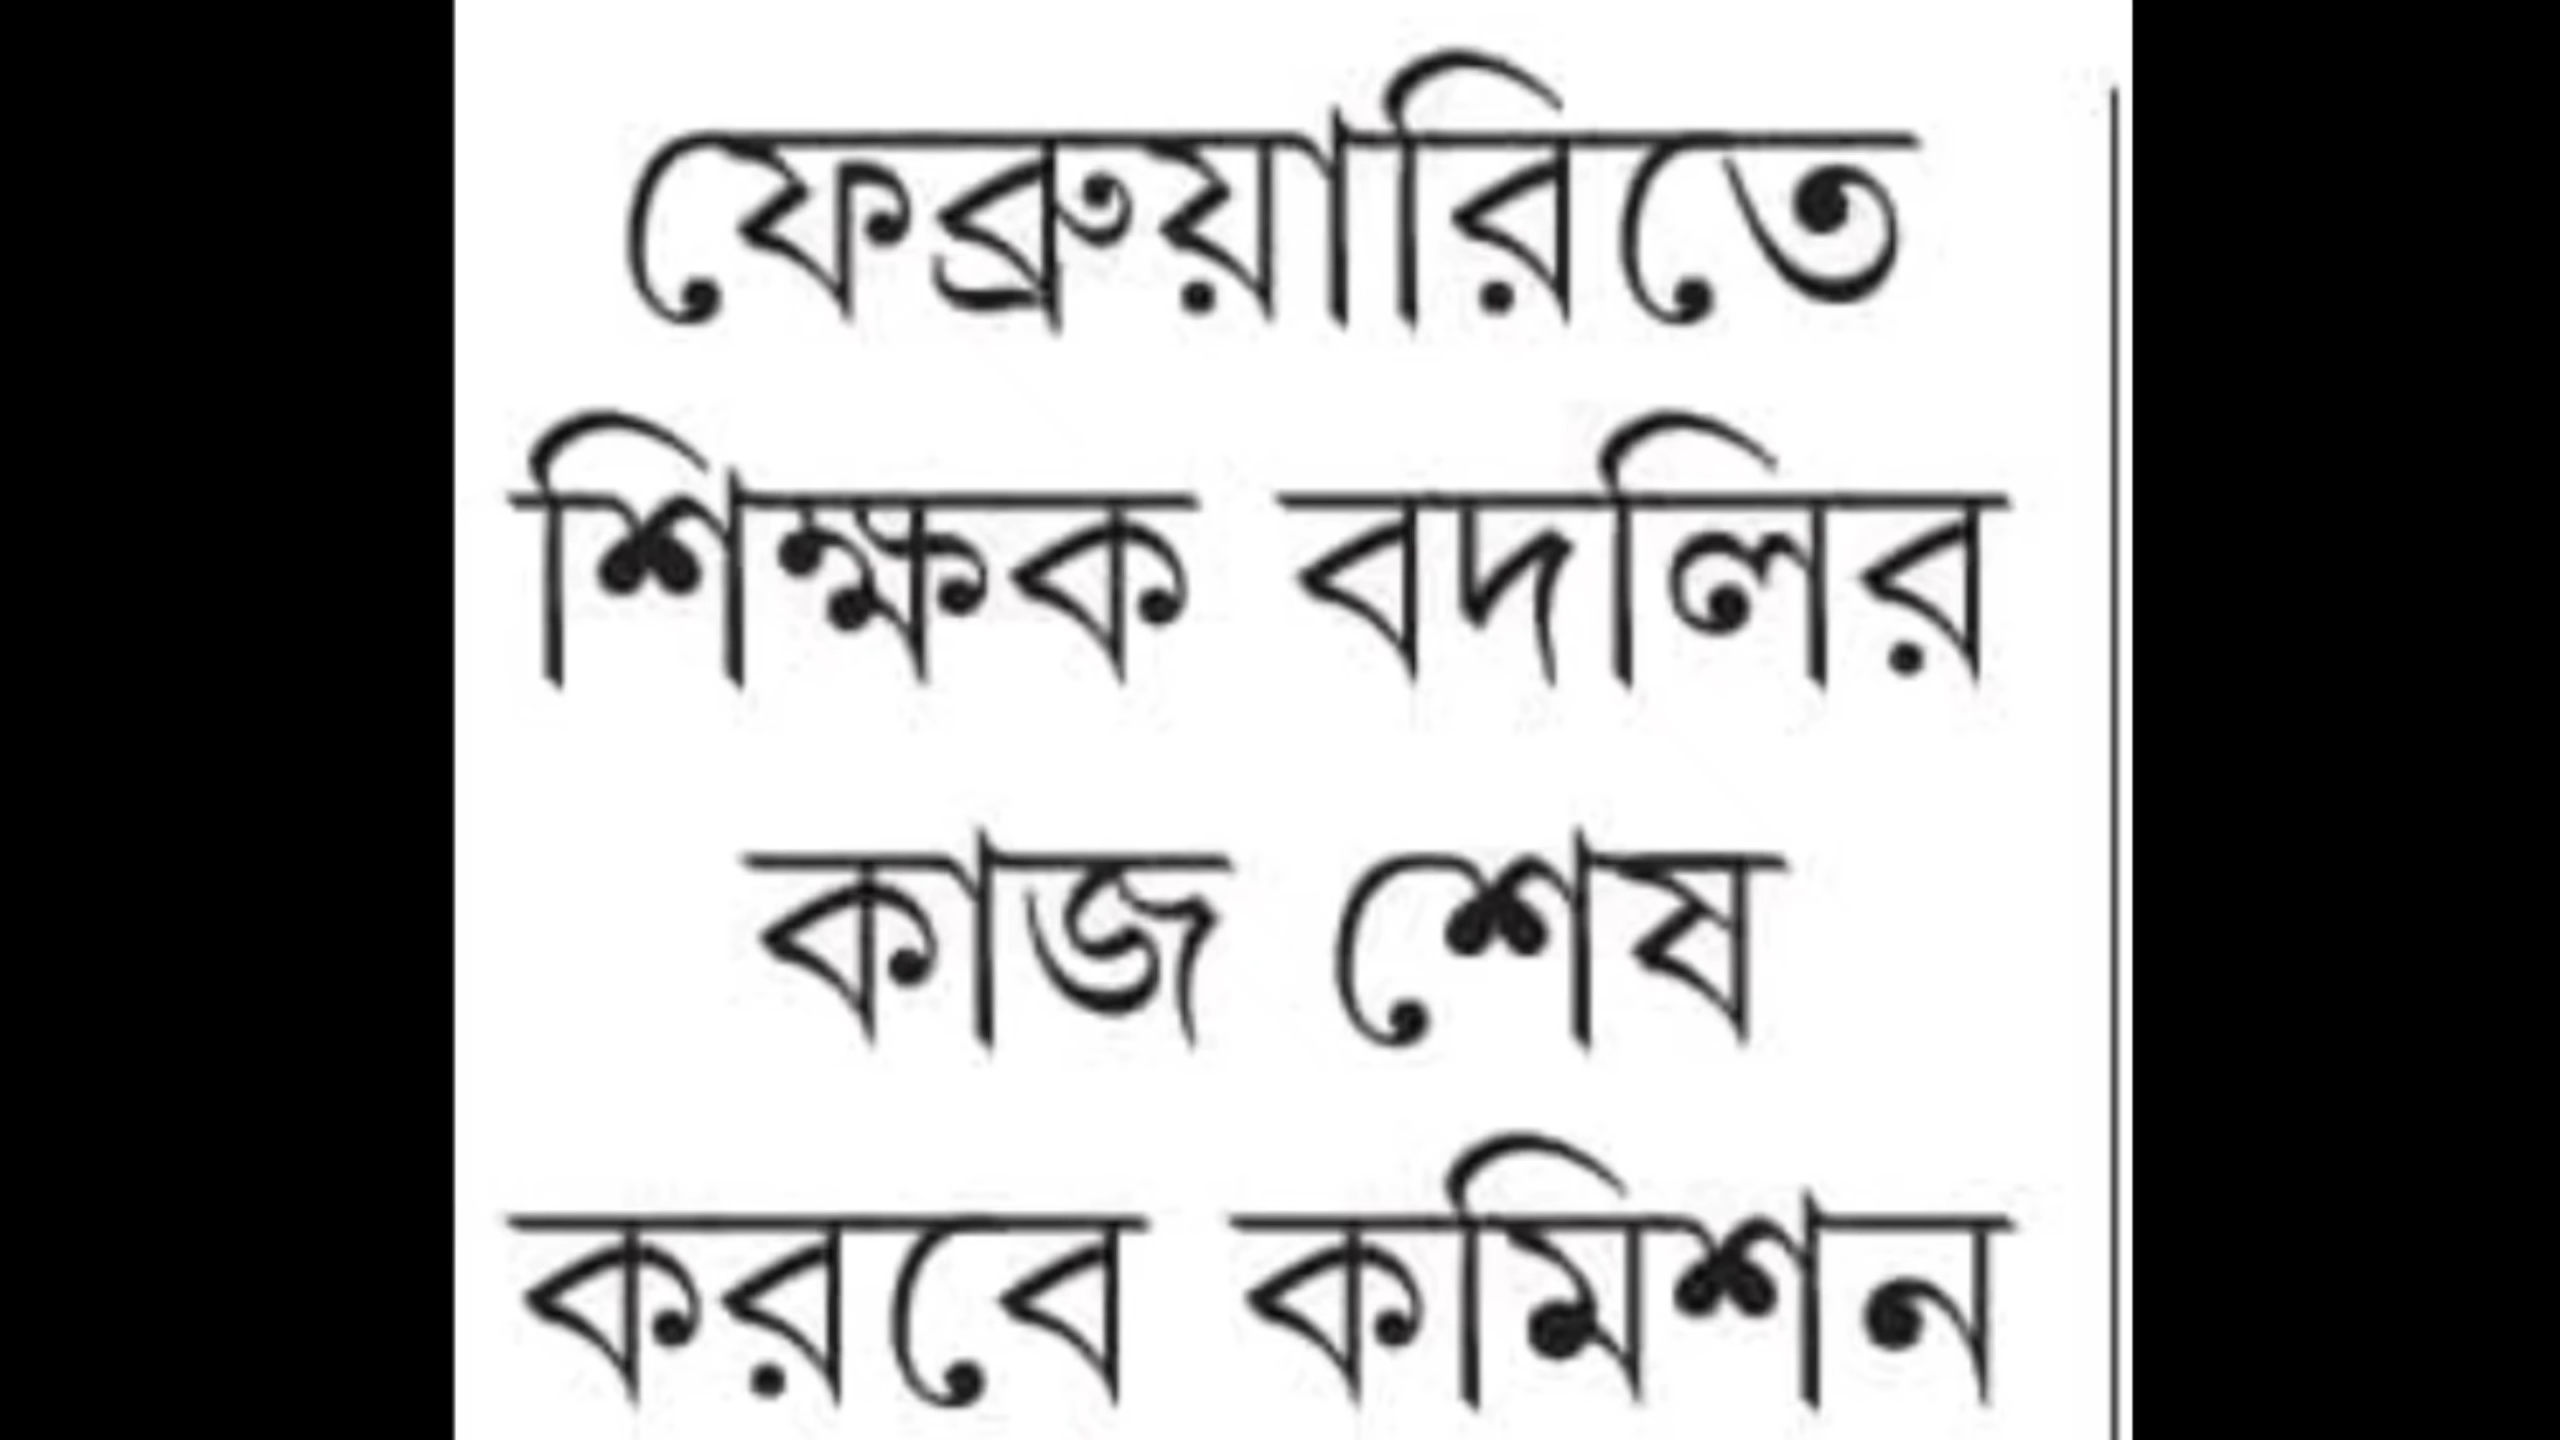 ফেব্রুয়ারিতে
শিক্ষক বদলির
কাজ শেষ
করবে কমিশন